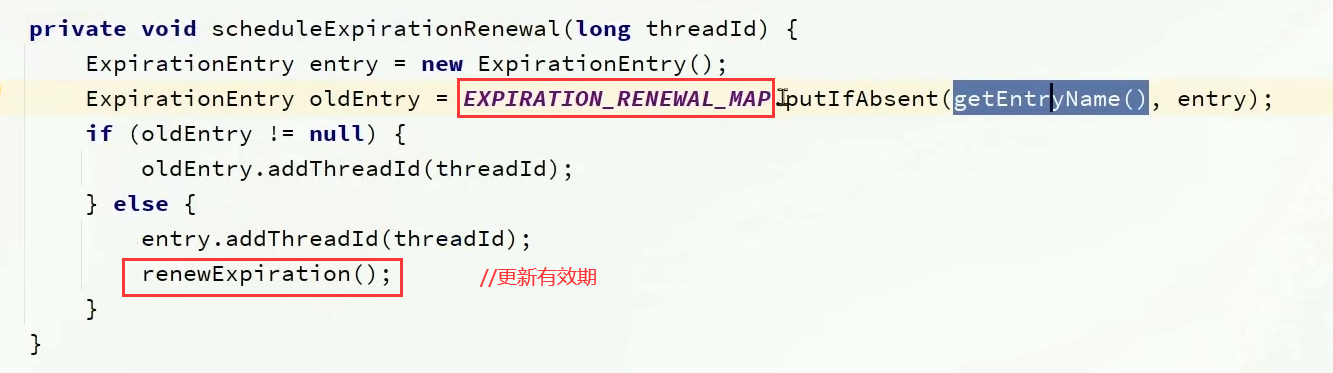 private void scheduleExpirationRenewal(long threadId) {
ExpirationEntry entry = new ExpirationEntry();
ExpirationEntry oldEntry = EXPIRATION_RENEWAL_MAP.putIfAbsent(getEntryName(), entry);
if (oldEntry != null) {
oldEntry.addThreadId(threadId);
} else {
entry.addThreadId(threadId);
renewExpiration(); //更新有效期
}
}